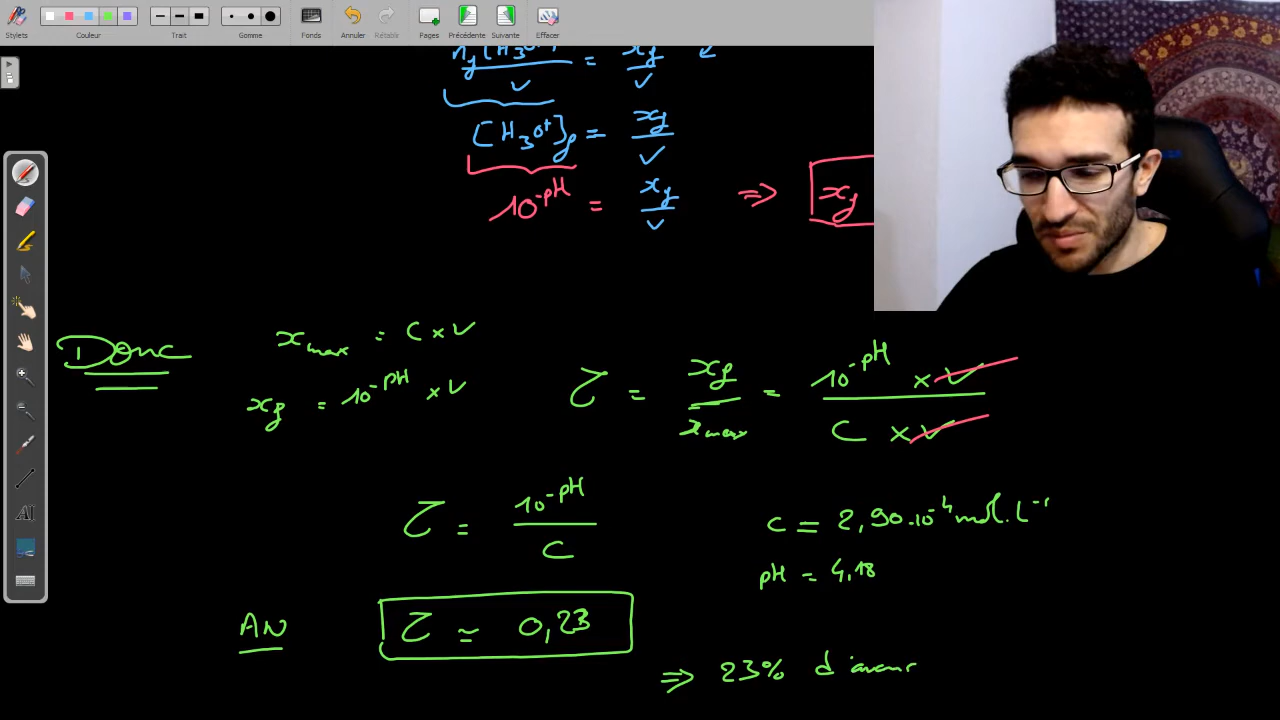 Stylets Couleur Trait Gomme Fonds Annuler Rétablir Pages Précédente Suivante Effacer
[H₃O⁺]f = xf / V
10^-pH = xf / V ⇒ xf
Donc
xmax = C × V
xf = 10^-pH × V
τ = xf / xmax = 10^-pH × V / C × V
τ = 10^-pH / C
C = 2,90.10^-4 mol.L^-1
pH = 4,18
AN
τ ≃ 0,23
⇒ 23%